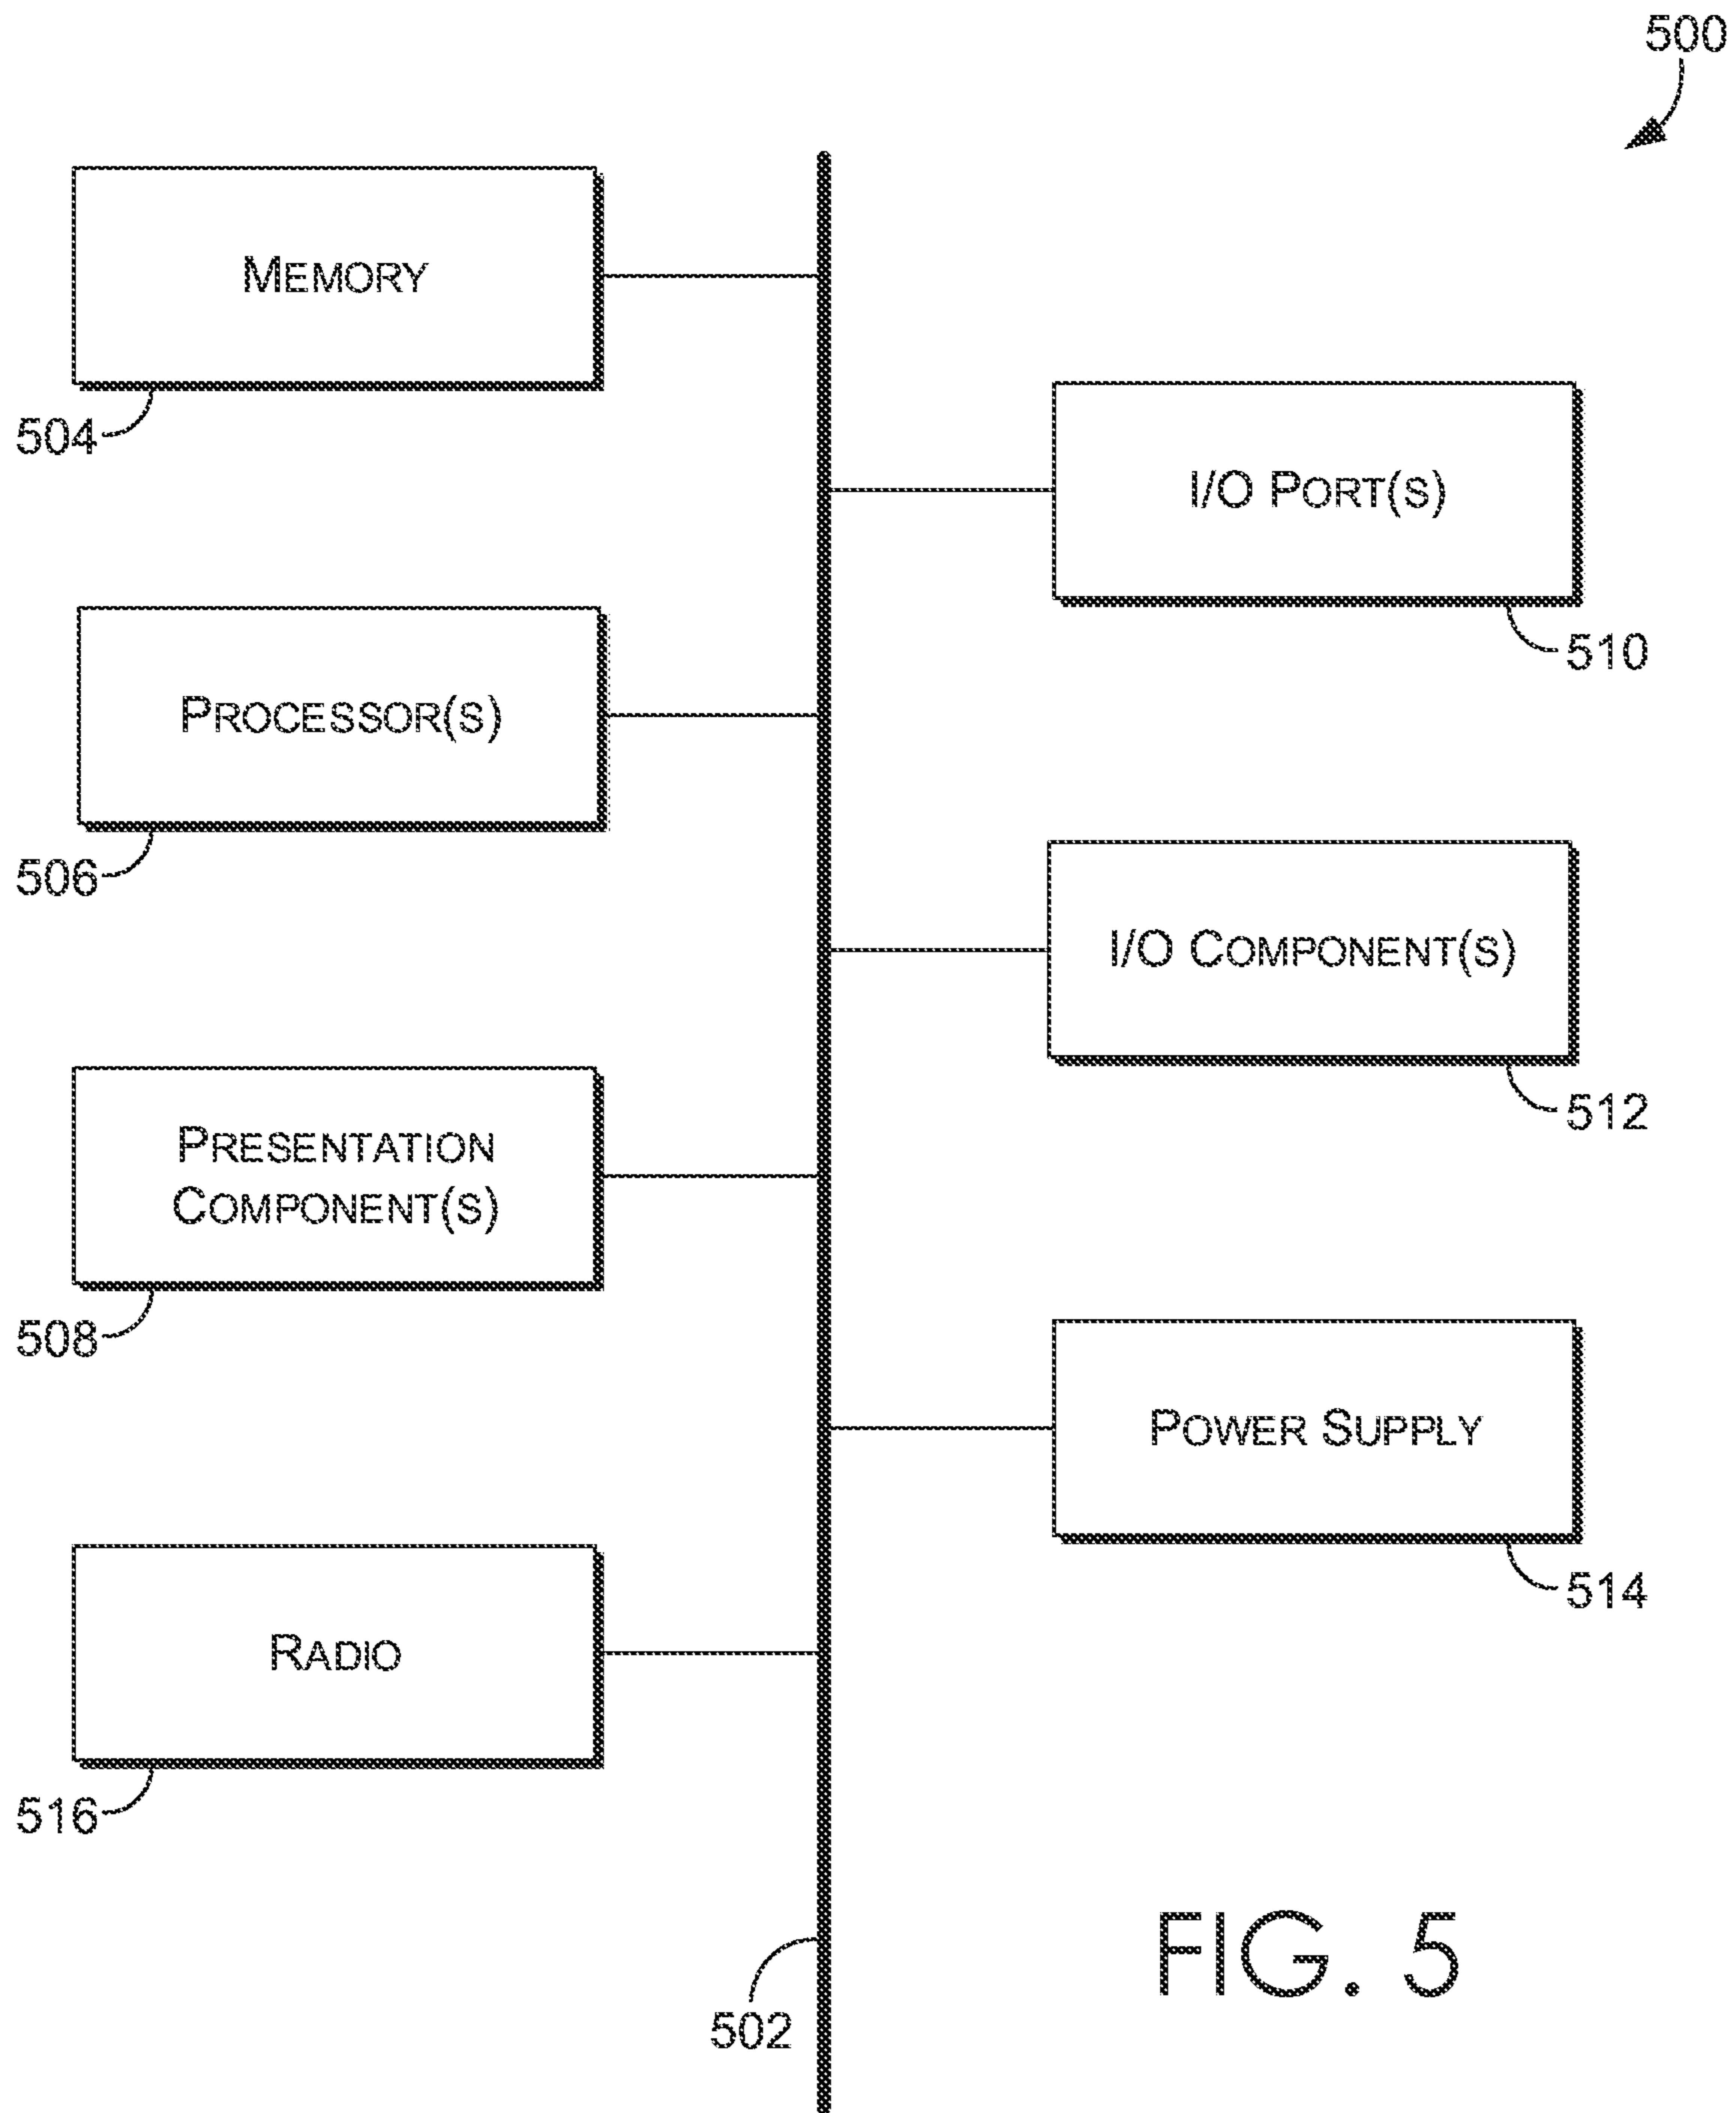 500
MEMORY
504
I/O PORT(S)
510
PROCESSOR(S)
506
I/O COMPONENT(S)
512
PRESENTATION
COMPONENT(S)
508
POWER SUPPLY
514
RADIO
516
502
FIG. 5